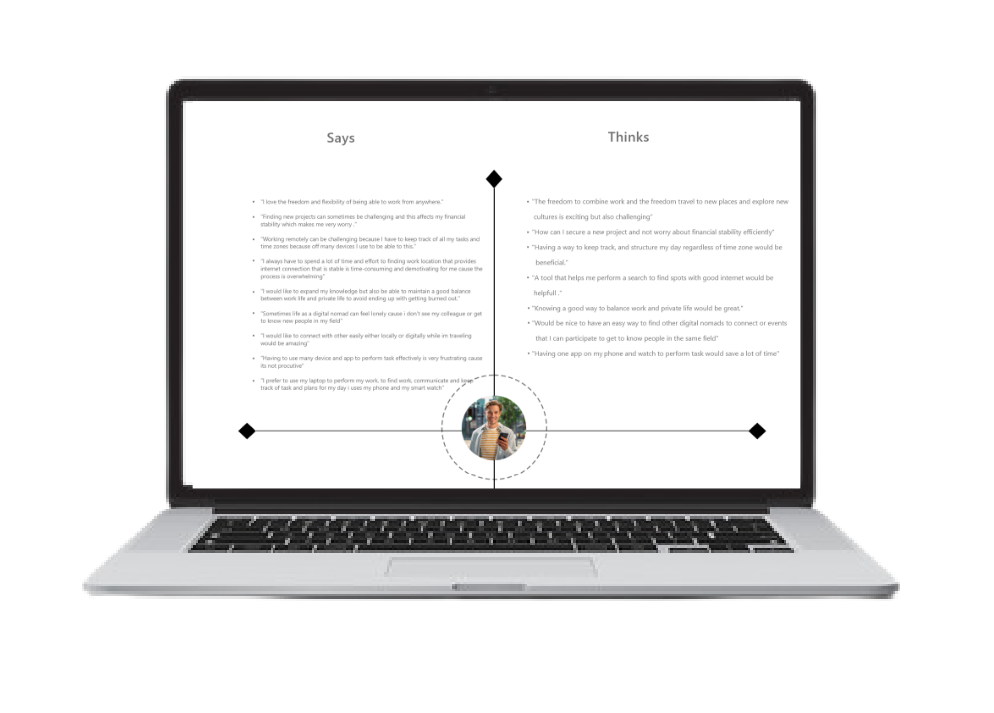 Says
• "I love the freedom and flexibility of being able to work from anywhere."
• "Finding new projects can sometimes be challenging and this affects my financial
stability which makes me very worry ."
• "Working remotely can be challenging because I have to keep track of all my tasks and
time zones because off many devices I use to be able to this."
• "I always have to spend a lot of time and effort to finding work location that provides
internet connection that is stable is time consuming and demotivating for me cause the
process is overwhelming"
• "I would like to expand my knowledge but also be able to maintain a good balance
between work life and private life to avoid ending up with getting burned out."
• "Sometimes life as a digital nomad can feel lonely cause i don't see my colleague or get
to know new people in my field"
• "I would like to connect with other easily either locally or digitally while im traveling
would be amazing"
• "Having to use many device and app to perform task effectively is very frustrating cause
its not procutive"
• "I prefer to use my laptop to perform my work, to find work, communicate and keep
track of task and plans for my day i uses my phone and my smart watch"
Thinks
• "The freedom to combine work and the freedom travel to new places and explore new
cultures is exciting but also challenging"
• "How can I secure a new project and not worry about financial stability efficiently"
• "Having a way to keep track, and structure my day regardless of time zone would be
beneficial."
• "A tool that helps me perform a search to find spots with good internet would be
helpfull ."
• "Knowing a good way to balance work and private life would be great."
• "Would be nice to have an easy way to find other digital nomads to connect or events
that I can participate to get to know people in the same field"
• "Having one app on my phone and watch to perform task would save a lot of time"